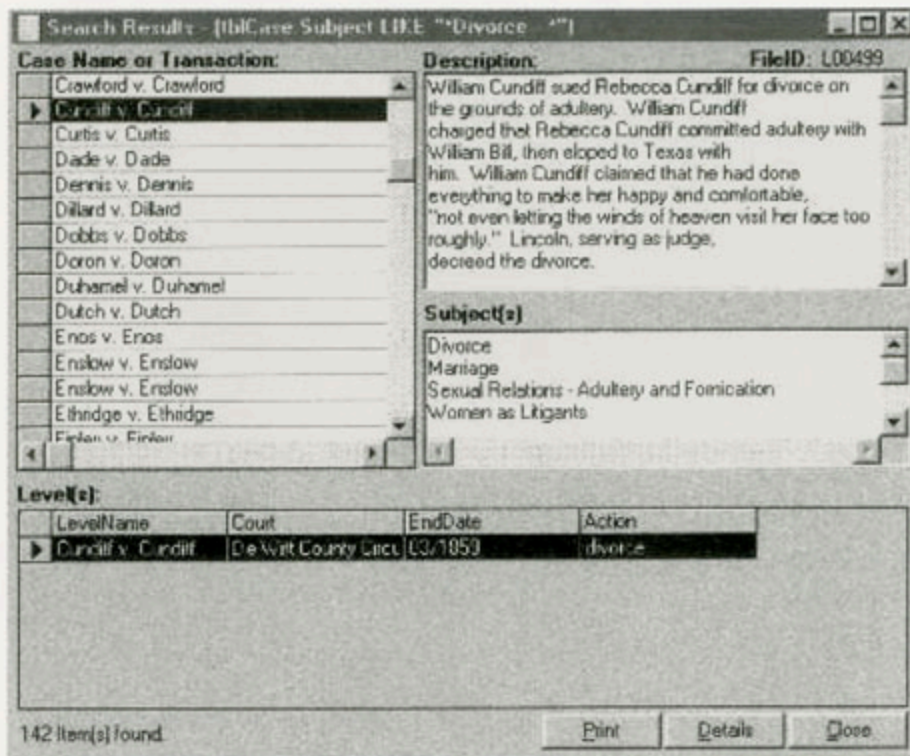 Search Results - [tblCase.Subject LIKE "*Divorce *"]
Case Name or Transaction:
Crawford v. Crawford
Cundiff v. Cundiff
Curtis v. Curtis
Dade v. Dade
Dennis v. Dennis
Dillard v. Dillard
Dobbs v. Dobbs
Doron v. Doron
Duhamel v. Duhamel
Dutch v. Dutch
Enos v. Enos
Enslow v. Enslow
Enslow v. Enslow
Ethridge v. Ethridge
Finley v. Finley
Description:
FileID: L00499
William Cundiff sued Rebecca Cundiff for divorce on
the grounds of adultery. William Cundiff
charged that Rebecca Cundiff committed adultery with
William Bill, then eloped to Texas with
him. William Cundiff claimed that he had done
everything to make her happy and comfortable,
"not even letting the winds of heaven visit her face too
roughly." Lincoln, serving as judge,
decreed the divorce.
Subject(s)
Divorce
Marriage
Sexual Relations - Adultery and Fornication
Women as Litigants
Level(s):
LevelName Court EndDate Action
Cundiff v. Cundiff De Witt County Circu 03/1859 divorce
142 Item(s) found.
Print Details Close